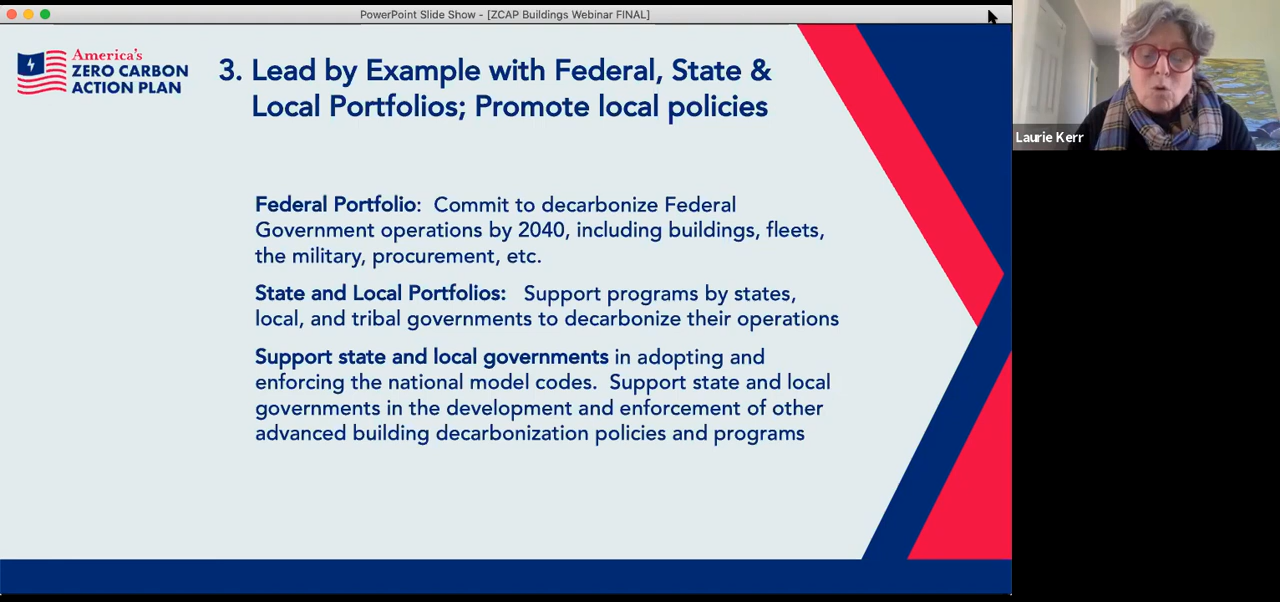 PowerPoint Slide Show - [ZCAP Buildings Webinar FINAL]
America's
ZERO CARBON
ACTION PLAN
3. Lead by Example with Federal, State &
Local Portfolios; Promote local policies
Laurie Kerr
Federal Portfolio:  Commit to decarbonize Federal
Government operations by 2040, including buildings, fleets,
the military, procurement, etc.
State and Local Portfolios:   Support programs by states,
local, and tribal governments to decarbonize their operations
Support state and local governments in adopting and
enforcing the national model codes.  Support state and local
governments in the development and enforcement of other
advanced building decarbonization policies and programs